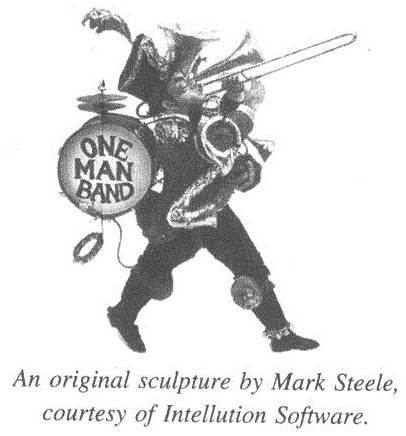 ONE
MAN
BAND
An original sculpture by Mark Steele,
courtesy of Intellution Software.